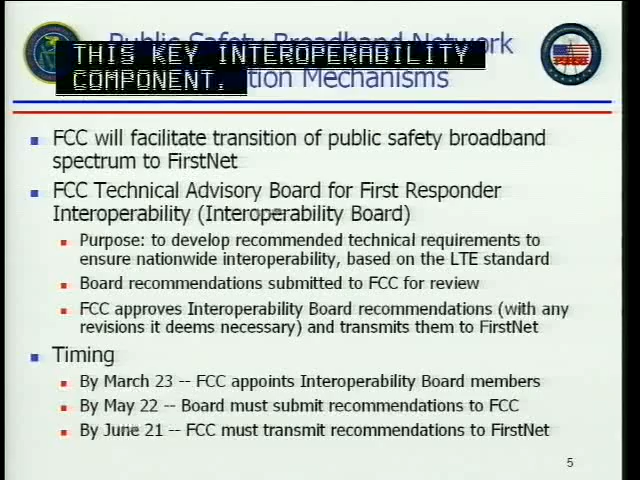 Public Safety Broadband Network
THIS KEY INTEROPERABILITY
COMPONENT.
tion Mechanisms
FCC will facilitate transition of public safety broadband
spectrum to FirstNet
FCC Technical Advisory Board for First Responder
Interoperability (Interoperability Board)
Purpose: to develop recommended technical requirements to
ensure nationwide interoperability, based on the LTE standard
Board recommendations submitted to FCC for review
FCC approves Interoperability Board recommendations (with any
revisions it deems necessary) and transmits them to FirstNet
Timing
By March 23 -- FCC appoints Interoperability Board members
By May 22 -- Board must submit recommendations to FCC
By June 21 -- FCC must transmit recommendations to FirstNet
5